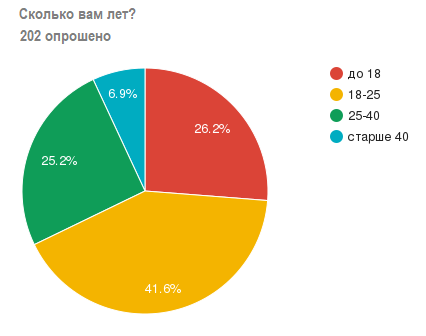 Сколько вам лет?
202 опрошено
до 18
18-25
25-40
старше 40
6.9%
26.2%
25.2%
41.6%